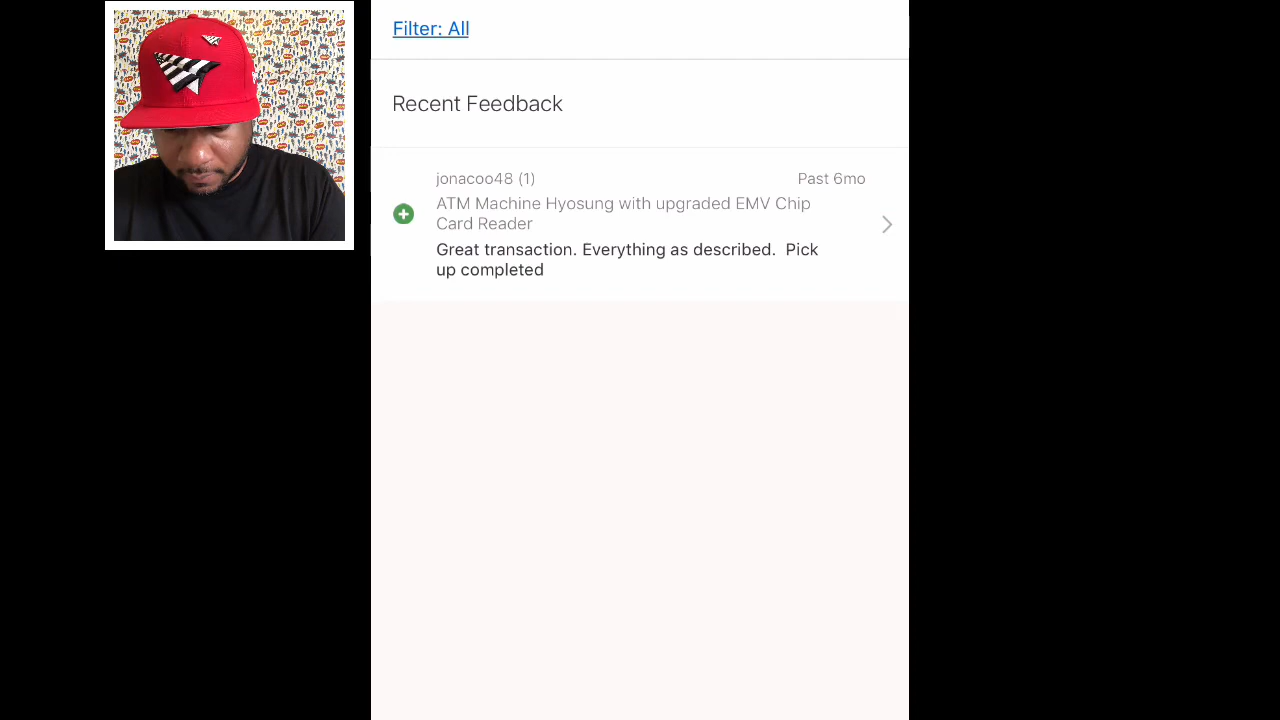 Filter: All
Recent Feedback
jonacoo48 (1)
Past 6mo
ATM Machine Hyosung with upgraded EMV Chip
Card Reader
Great transaction. Everything as described.  Pick
up completed